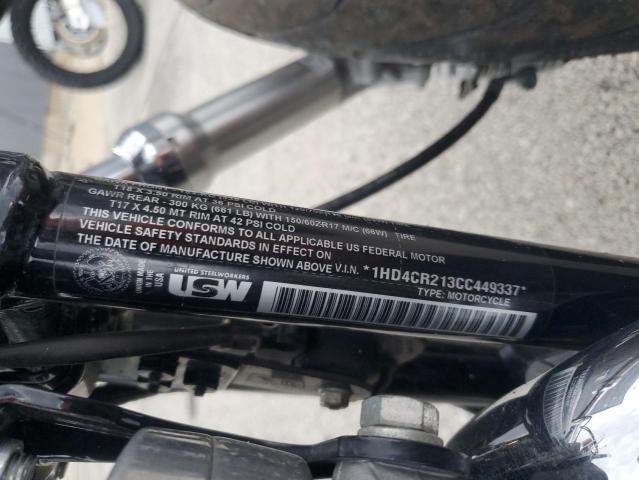 T18 X 3.50 RIM AT 36 PSI COLD
GAWR REAR - 300 KG (661 LB) WITH 150/60ZR17 M/C (66W) TIRE
T17 X 4.50 MT RIM AT 42 PSI COLD
THIS VEHICLE CONFORMS TO ALL APPLICABLE US FEDERAL MOTOR
VEHICLE SAFETY STANDARDS IN EFFECT ON
THE DATE OF MANUFACTURE SHOWN ABOVE V.I.N. *1HD4CR213CC449337*
TYPE: MOTORCYCLE
IN THE
USA
UNITED STEELWORKERS
USW